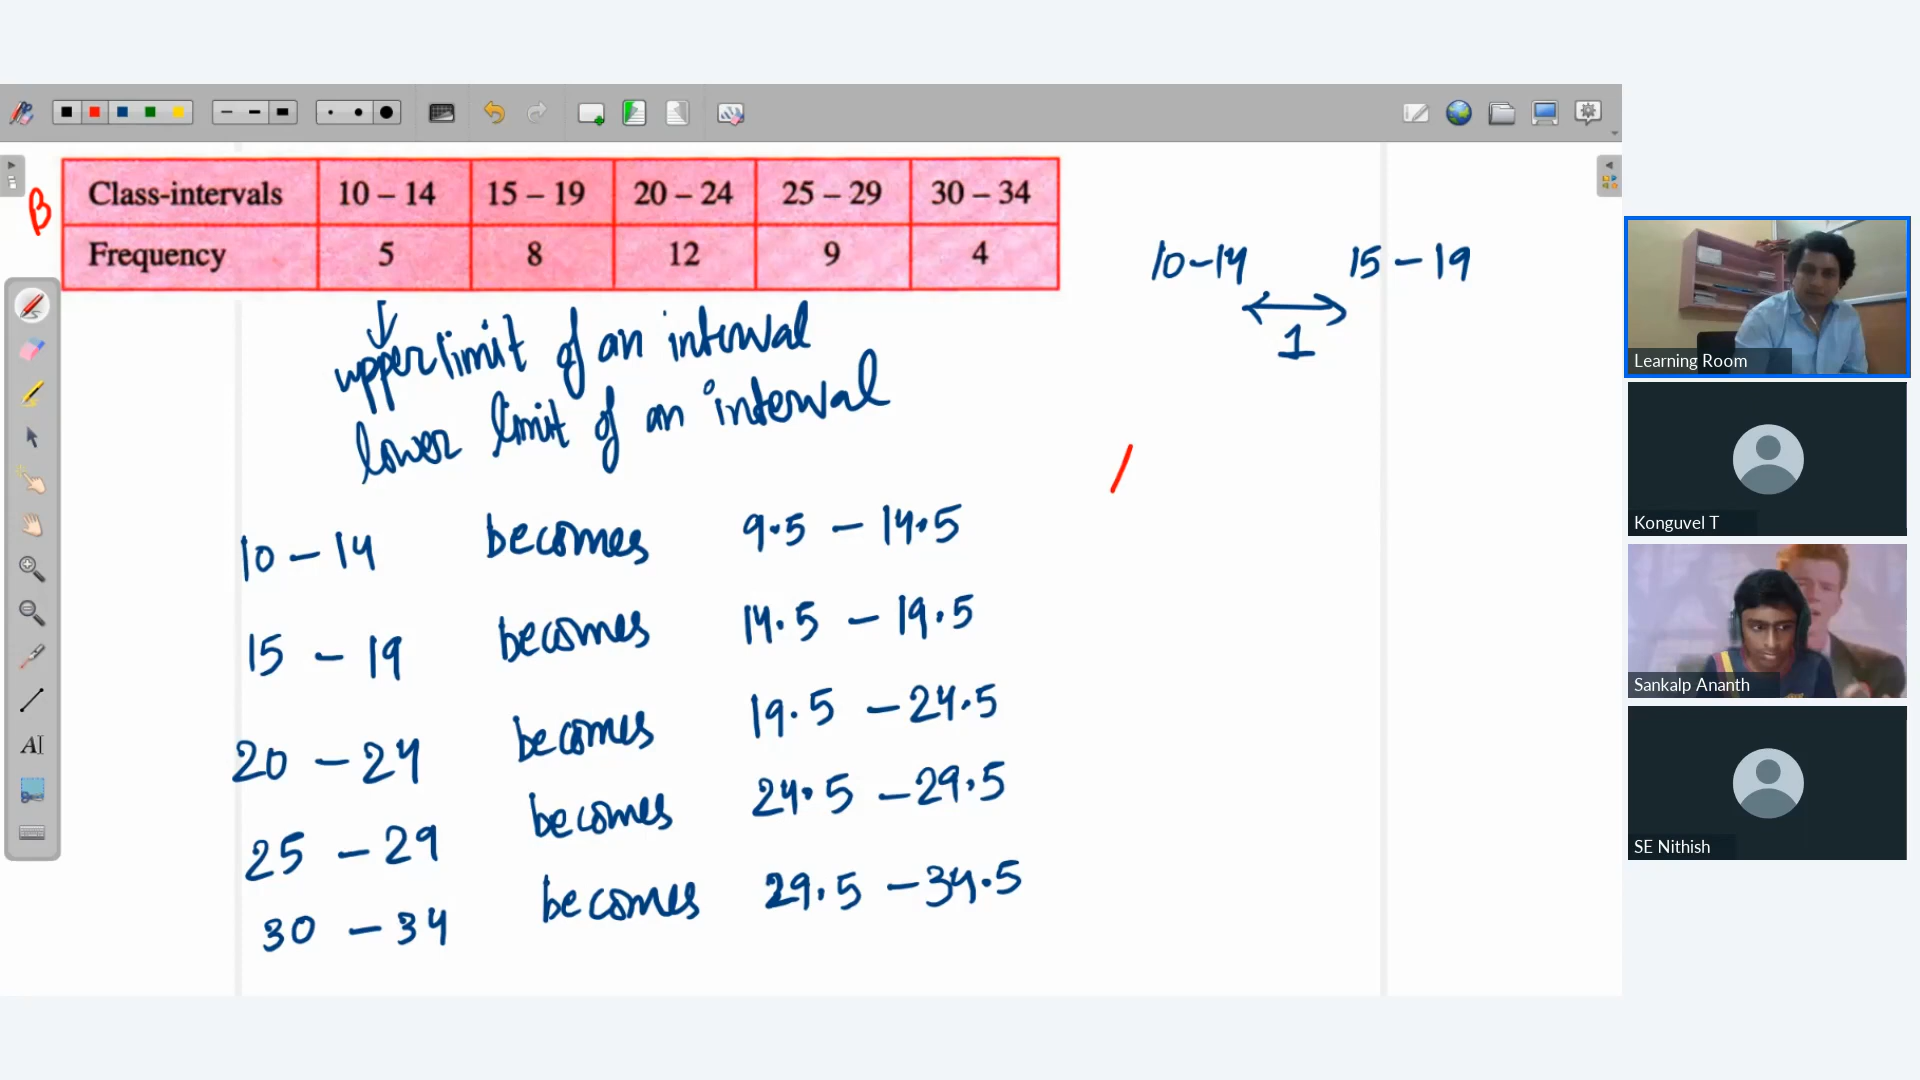 B
Class-intervals 10 – 14 15 – 19 20 – 24 25 – 29 30 – 34
Frequency 5 8 12 9 4
10-14 15 - 19
1
upper limit of an interval
lower limit of an interval
10 - 14 becomes 9.5 - 14.5
15 - 19 becomes 14.5 - 19.5
20 - 24 becomes 19.5 - 24.5
25 - 29 becomes 24.5 - 29.5
30 - 34 becomes 29.5 - 34.5
AI
Learning Room
Konguvel T
Sankalp Ananth
SE Nithish